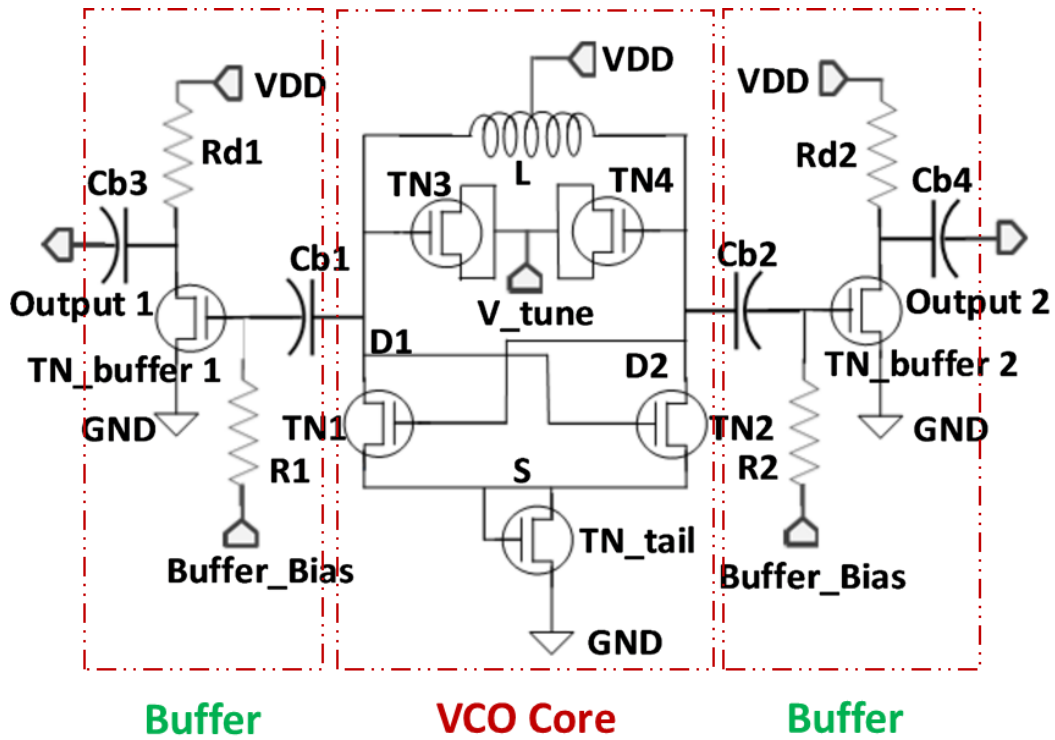 VDD
VDD
VDD
Rd1
L
Rd2
TN3
TN4
Cb3
Cb4
Cb1
Cb2
Output 1
V_tune
Output 2
D1
D2
TN_buffer 1
TN_buffer 2
GND
TN1
TN2
GND
R1
S
R2
TN_tail
Buffer_Bias
Buffer_Bias
GND
Buffer
VCO Core
Buffer